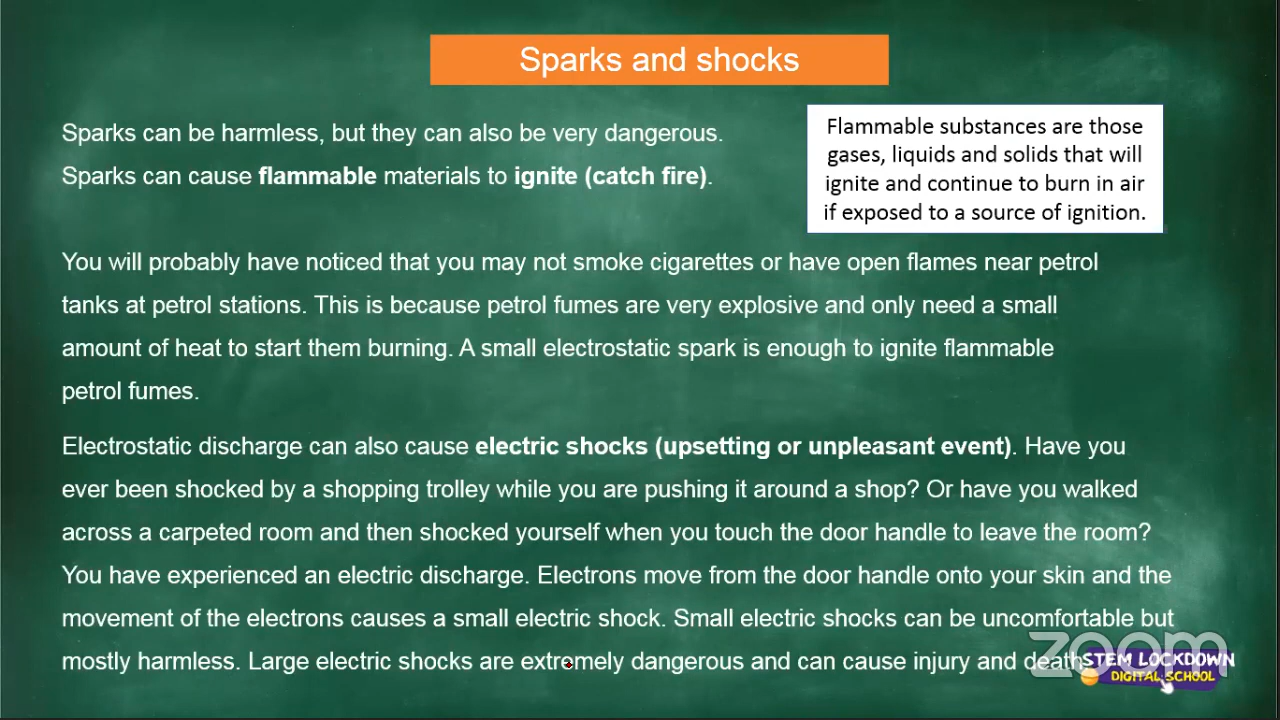 Sparks and shocks
Sparks can be harmless, but they can also be very dangerous.
Sparks can cause flammable materials to ignite (catch fire).
Flammable substances are those
gases, liquids and solids that will
ignite and continue to burn in air
if exposed to a source of ignition.
You will probably have noticed that you may not smoke cigarettes or have open flames near petrol
tanks at petrol stations. This is because petrol fumes are very explosive and only need a small
amount of heat to start them burning. A small electrostatic spark is enough to ignite flammable
petrol fumes.
Electrostatic discharge can also cause electric shocks (upsetting or unpleasant event). Have you
ever been shocked by a shopping trolley while you are pushing it around a shop? Or have you walked
across a carpeted room and then shocked yourself when you touch the door handle to leave the room?
You have experienced an electric discharge. Electrons move from the door handle onto your skin and the
movement of the electrons causes a small electric shock. Small electric shocks can be uncomfortable but
mostly harmless. Large electric shocks are extremely dangerous and can cause injury and death
zoom
STEM LOCKDOWN
DIGITAL SCHOOL